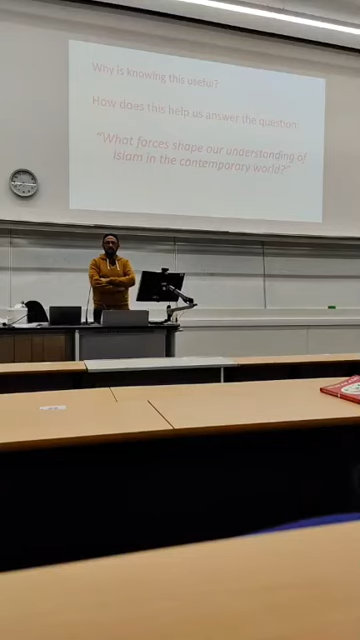 Why is knowing this useful?
How does this help us answer the question:
"What forces shape our understanding of
Islam in the contemporary world?"